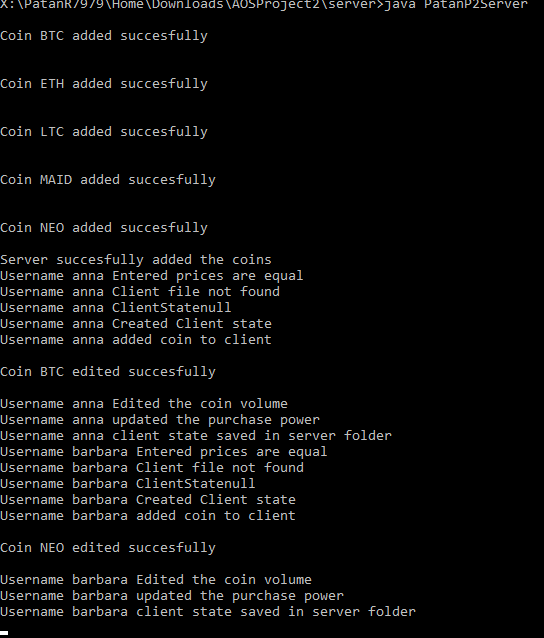 X:\PatanR7979\Home\Downloads\AOSProject2\server>java PatanP2Server
Coin BTC added succesfully
Coin ETH added succesfully
Coin LTC added succesfully
Coin MAID added succesfully
Coin NEO added succesfully
Server succesfully added the coins
Username anna Entered prices are equal
Username anna Client file not found
Username anna ClientStatenull
Username anna Created Client state
Username anna added coin to client
Coin BTC edited succesfully
Username anna Edited the coin volume
Username anna updated the purchase power
Username anna client state saved in server folder
Username barbara Entered prices are equal
Username barbara Client file not found
Username barbara ClientStatenull
Username barbara Created Client state
Username barbara added coin to client
Coin NEO edited succesfully
Username barbara Edited the coin volume
Username barbara updated the purchase power
Username barbara client state saved in server folder